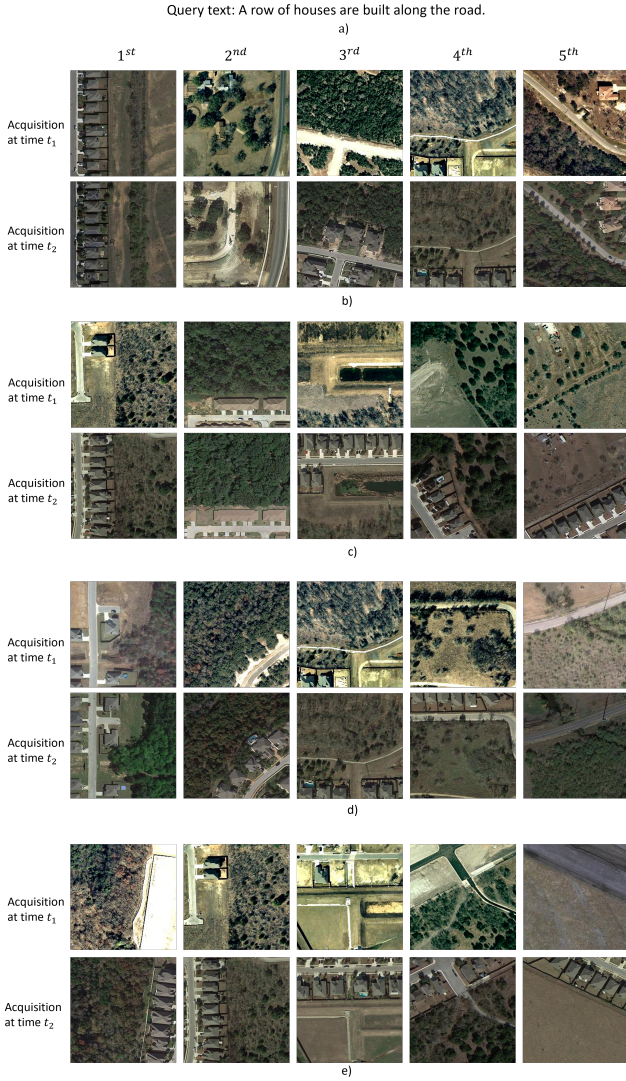 Query text: A row of houses are built along the road.
a)
1st 2nd 3rd 4th 5th
Acquisition
at time t1
Acquisition
at time t2
b)
Acquisition
at time t1
Acquisition
at time t2
c)
Acquisition
at time t1
Acquisition
at time t2
d)
Acquisition
at time t1
Acquisition
at time t2
e)